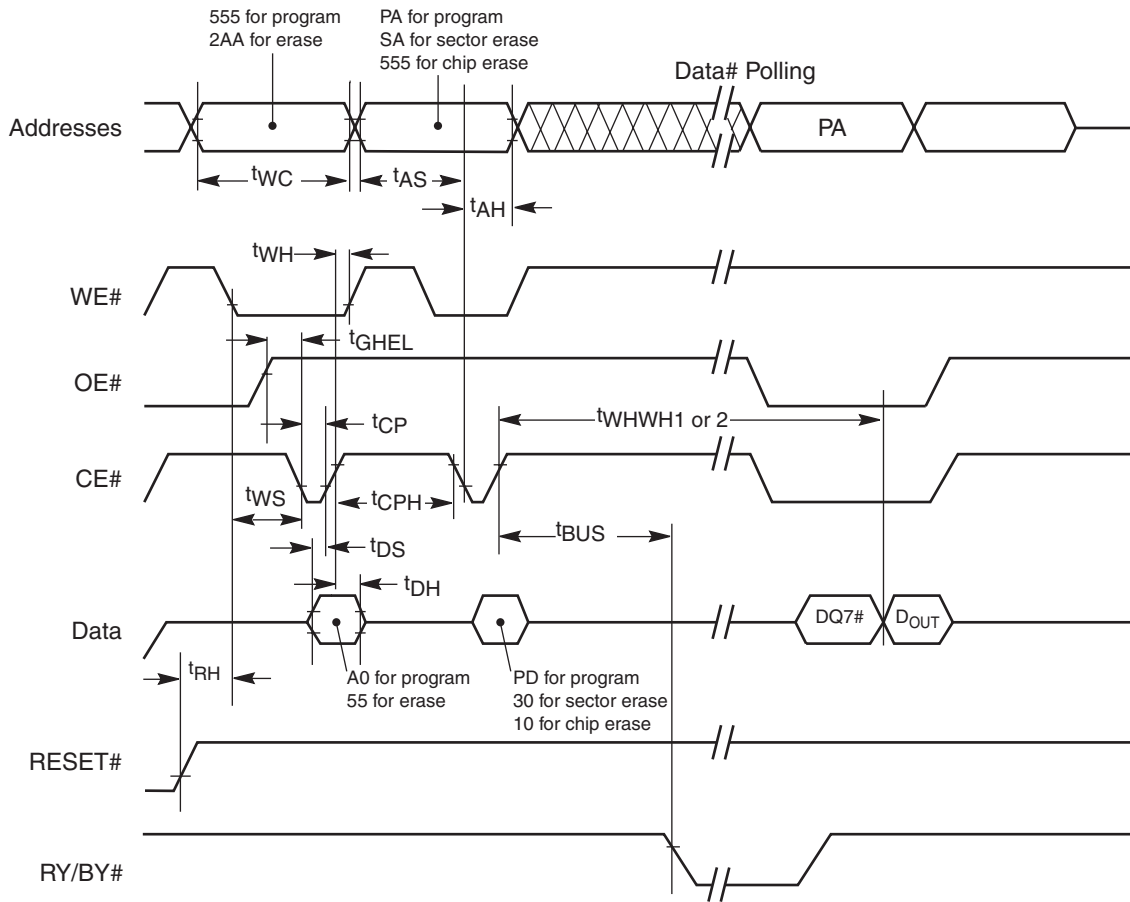 555 for program
2AA for erase
PA for program
SA for sector erase
555 for chip erase
Data# Polling
Addresses
PA
tWC
tAS
tAH
tWH
WE#
tGHEL
OE#
tWHWH1 or 2
tCP
CE#
tWS
tCPH
tBUS
tDS
tDH
Data
DQ7#
DOUT
tRH
A0 for program
55 for erase
PD for program
30 for sector erase
10 for chip erase
RESET#
RY/BY#